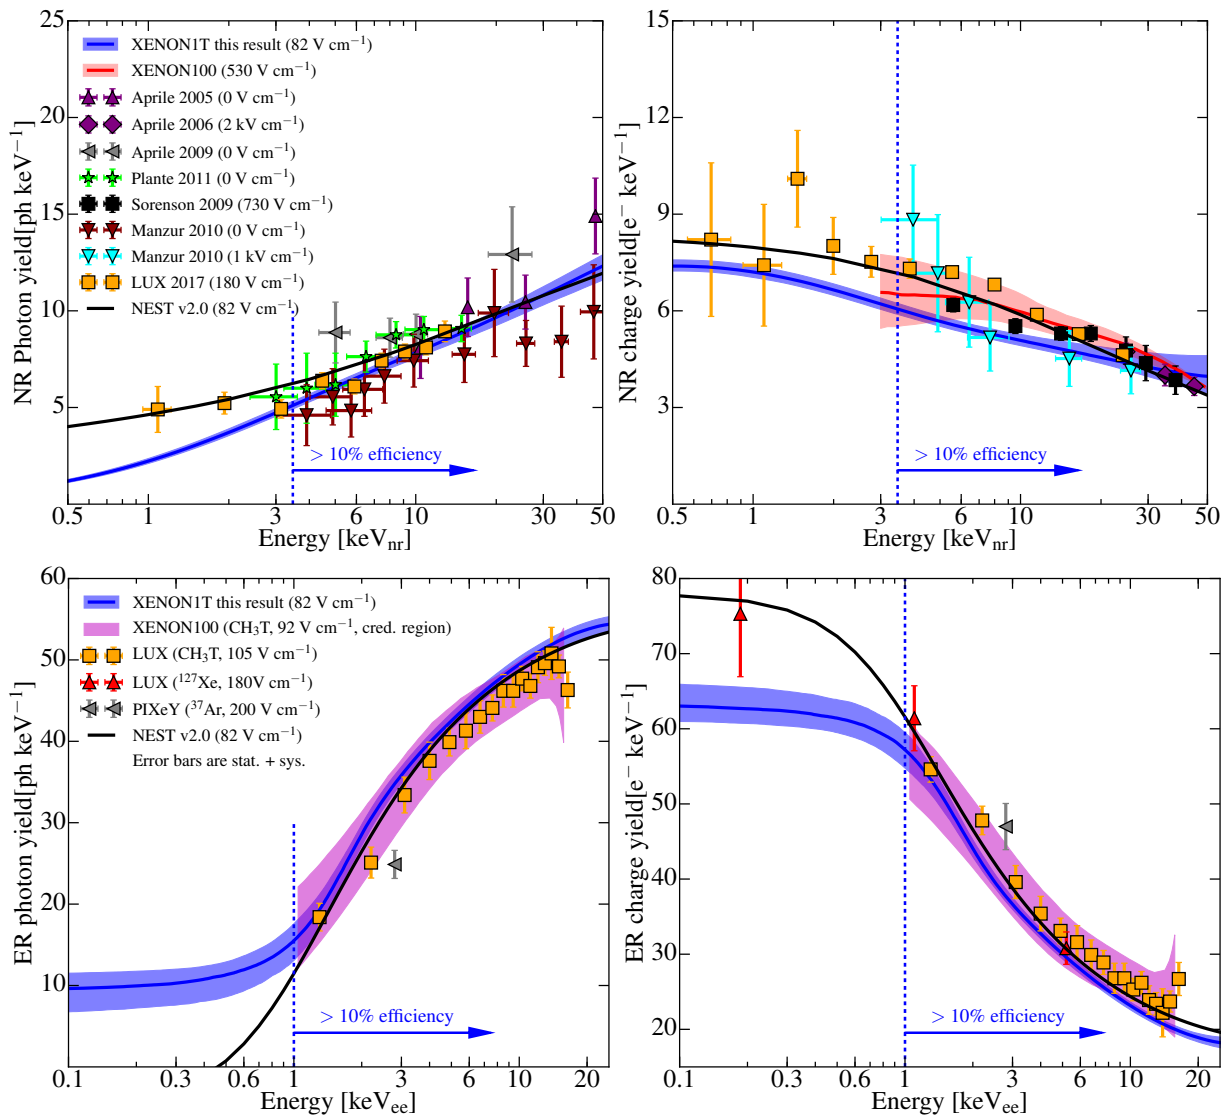 25
20
15
10
5
NR Photon yield[ph keV⁻¹]
XENON1T this result (82 V cm⁻¹)
XENON100 (530 V cm⁻¹)
Aprile 2005 (0 V cm⁻¹)
Aprile 2006 (2 kV cm⁻¹)
Aprile 2009 (0 V cm⁻¹)
Plante 2011 (0 V cm⁻¹)
Sorenson 2009 (730 V cm⁻¹)
Manzur 2010 (0 V cm⁻¹)
Manzur 2010 (1 kV cm⁻¹)
LUX 2017 (180 V cm⁻¹)
NEST v2.0 (82 V cm⁻¹)
> 10% efficiency
0.5 1 3 6 10 30 50
Energy [keVnr]
15
12
9
6
3
NR charge yield[e⁻ keV⁻¹]
> 10% efficiency
0.5 1 3 6 10 30 50
Energy [keVnr]
60
50
40
30
20
10
ER photon yield[ph keV⁻¹]
XENON1T this result (82 V cm⁻¹)
XENON100 (CH₃T, 92 V cm⁻¹, cred. region)
LUX (CH₃T, 105 V cm⁻¹)
LUX (¹²⁷Xe, 180V cm⁻¹)
PIXeY (³⁷Ar, 200 V cm⁻¹)
NEST v2.0 (82 V cm⁻¹)
Error bars are stat. + sys.
> 10% efficiency
0.1 0.3 0.6 1 3 6 10 20
Energy [keVee]
80
70
60
50
40
30
20
ER charge yield[e⁻ keV⁻¹]
> 10% efficiency
0.1 0.3 0.6 1 3 6 10 20
Energy [keVee]